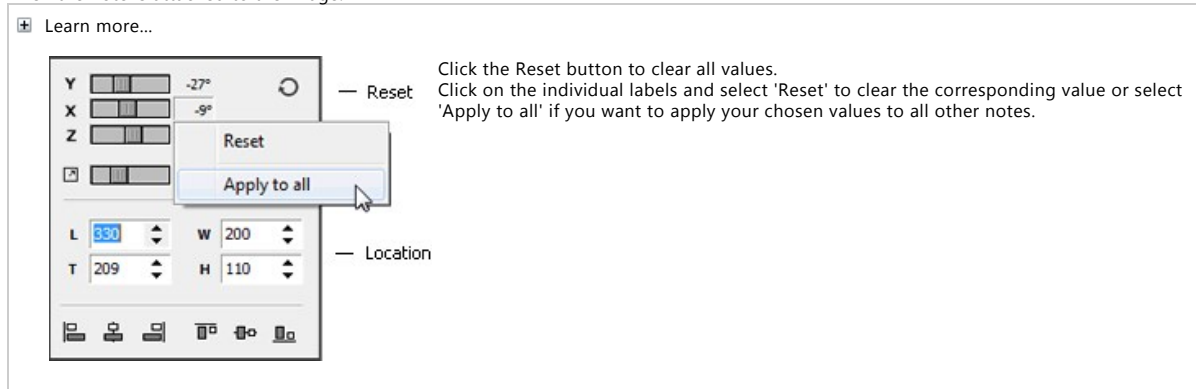 Learn more...
Click the Reset button to clear all values.
Click on the individual labels and select 'Reset' to clear the corresponding value or select
'Apply to all' if you want to apply your chosen values to all other notes.
Y -27°
Reset
X -9°
Z
Reset
Apply to all
L 330 W 200
Location
T 209 H 110